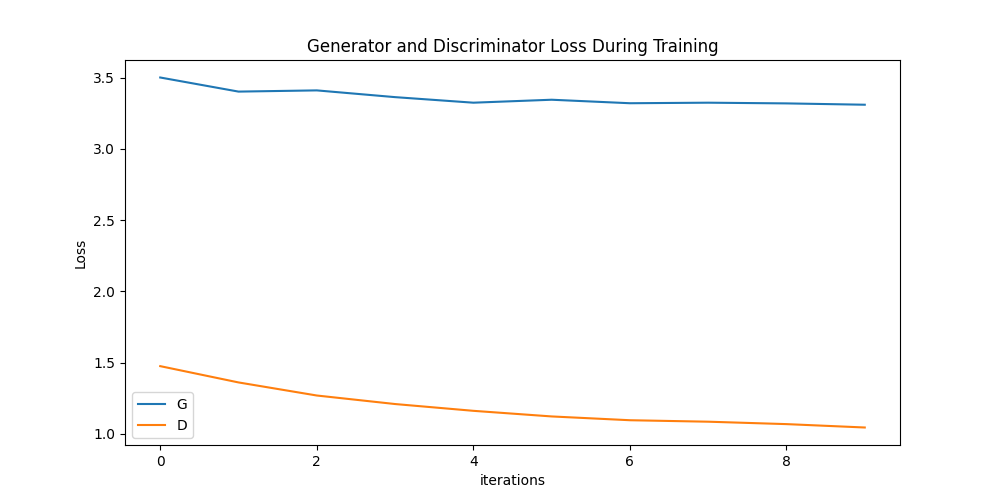 Generator and Discriminator Loss During Training
3.5
3.0
2.5
2.0
1.5
1.0
Loss
G
D
0 2 4 6 8
iterations